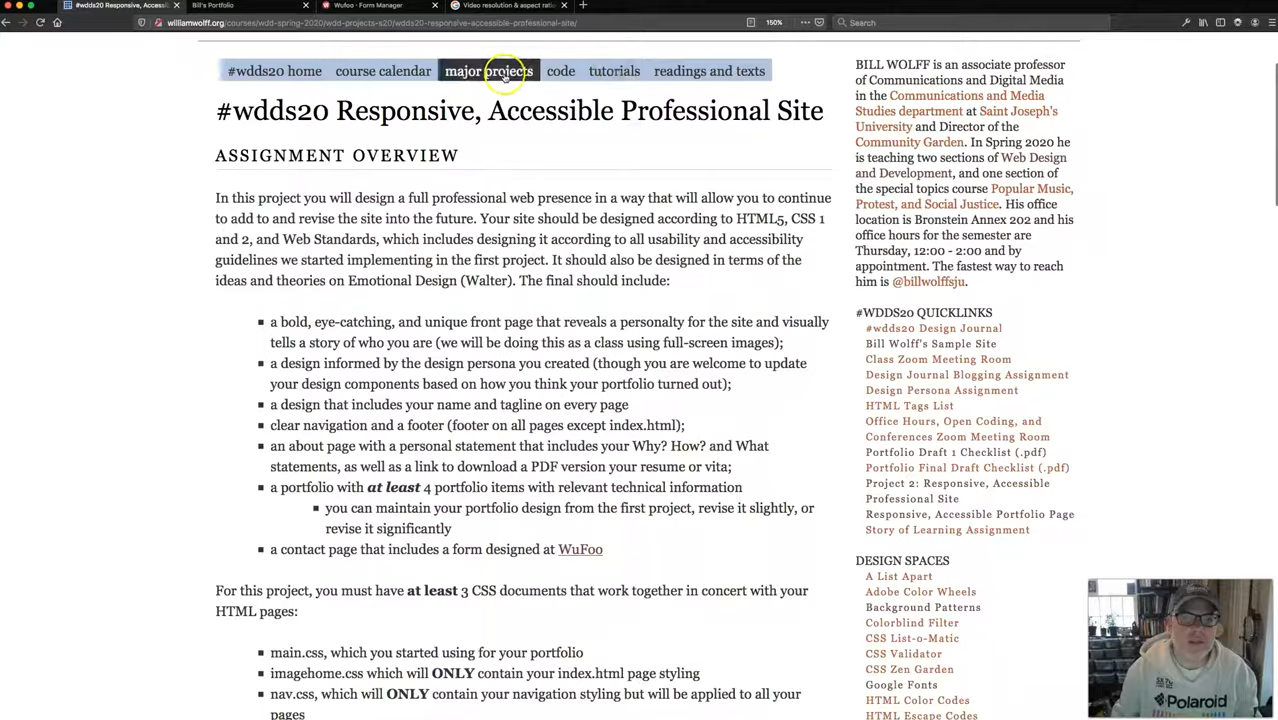 #wdds20 Responsive, Accessibl
Bill's Portfolio
Wufoo · Form Manager
Video resolution & aspect ratio
williamwolff.org/courses/wdd-spring-2020/wdd-projects-s20/wdds20-responsive-accessible-professional-site/
150%
Search
#wdds20 home
course calendar
major projects
code
tutorials
readings and texts
#wdds20 Responsive, Accessible Professional Site
ASSIGNMENT OVERVIEW
In this project you will design a full professional web presence in a way that will allow you to continue
to add to and revise the site into the future. Your site should be designed according to HTML5, CSS 1
and 2, and Web Standards, which includes designing it according to all usability and accessibility
guidelines we started implementing in the first project. It should also be designed in terms of the
ideas and theories on Emotional Design (Walter). The final should include:
a bold, eye-catching, and unique front page that reveals a personalty for the site and visually
tells a story of who you are (we will be doing this as a class using full-screen images);
a design informed by the design persona you created (though you are welcome to update
your design components based on how you think your portfolio turned out);
a design that includes your name and tagline on every page
clear navigation and a footer (footer on all pages except index.html);
an about page with a personal statement that includes your Why? How? and What
statements, as well as a link to download a PDF version your resume or vita;
a portfolio with at least 4 portfolio items with relevant technical information
you can maintain your portfolio design from the first project, revise it slightly, or
revise it significantly
a contact page that includes a form designed at WuFoo
For this project, you must have at least 3 CSS documents that work together in concert with your
HTML pages:
main.css, which you started using for your portfolio
imagehome.css which will ONLY contain your index.html page styling
nav.css, which will ONLY contain your navigation styling but will be applied to all your
pages
BILL WOLFF is an associate professor
of Communications and Digital Media
in the Communications and Media
Studies department at Saint Joseph's
University and Director of the
Community Garden. In Spring 2020 he
is teaching two sections of Web Design
and Development, and one section of
the special topics course Popular Music,
Protest, and Social Justice. His office
location is Bronstein Annex 202 and his
office hours for the semester are
Thursday, 12:00 - 2:00 and by
appointment. The fastest way to reach
him is @billwolffsju.
#WDDS20 QUICKLINKS
#wdds20 Design Journal
Bill Wolff's Sample Site
Class Zoom Meeting Room
Design Journal Blogging Assignment
Design Persona Assignment
HTML Tags List
Office Hours, Open Coding, and
Conferences Zoom Meeting Room
Portfolio Draft 1 Checklist (.pdf)
Portfolio Final Draft Checklist (.pdf)
Project 2: Responsive, Accessible
Professional Site
Responsive, Accessible Portfolio Page
Story of Learning Assignment
DESIGN SPACES
A List Apart
Adobe Color Wheels
Background Patterns
Colorblind Filter
CSS List-o-Matic
CSS Validator
CSS Zen Garden
Google Fonts
HTML Color Codes
HTML Escape Codes
Polaroid